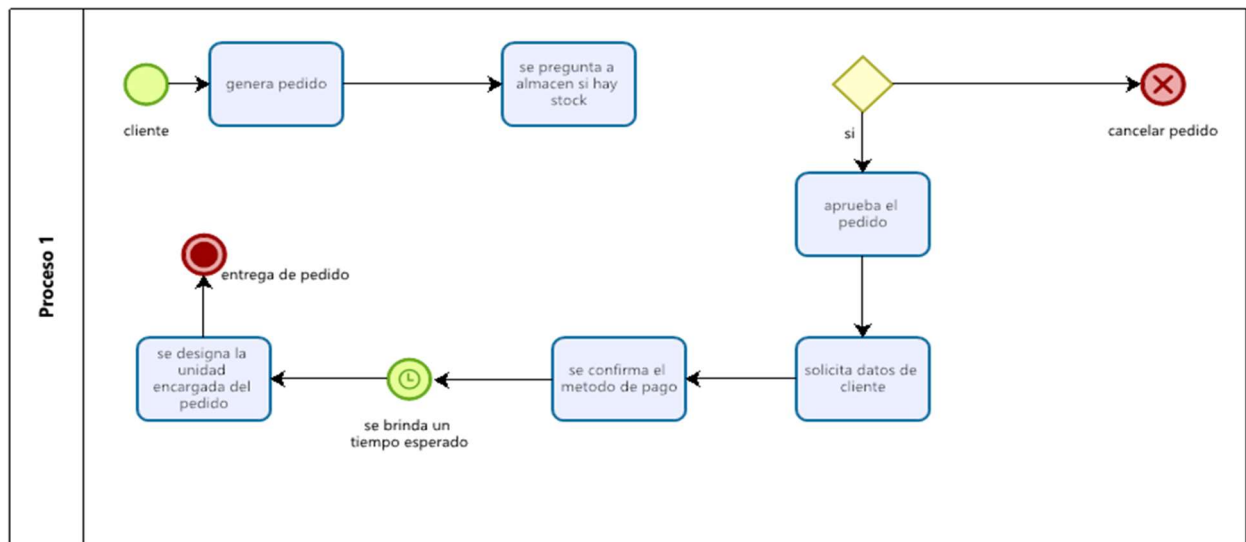 Proceso 1
genera pedido
se pregunta a
almacen si hay
stock
cliente
cancelar pedido
si
aprueba el
pedido
entrega de pedido
se designa la
unidad
encargada del
pedido
se brinda un
tiempo esperado
se confirma el
metodo de pago
solicita datos de
cliente